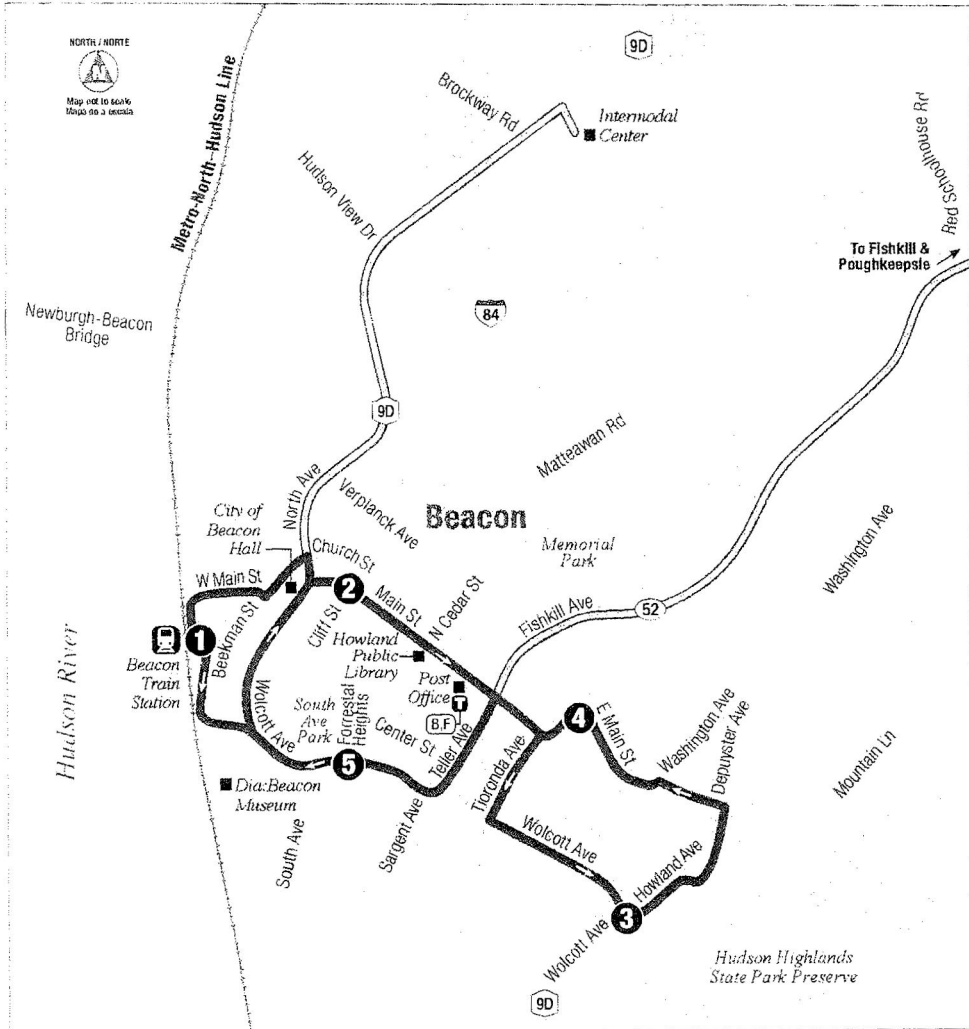 NORTH / NORTE
Map not to scale
Mapa no a escala
9D
Brockway Rd
Intermodal
Center
Metro-North-Hudson Line
Hudson View Dr
Red Schoolhouse Rd
To Fishkill &
Poughkeepsie
Newburgh-Beacon
Bridge
84
9D
Matteawan Rd
North Ave
Verplanck Ave
Beacon
City of
Beacon
Hall
Church St
Memorial
Park
Washington Ave
W Main St
2
Main St
N Cedar St
Fishkill Ave
52
Cliff St
Beekman St
1
Howland
Public
Library
Beacon
Train
Station
Hudson River
Post
Office
T
B,F
Wolcott Ave
South
Ave
Park
Forrestal
Heights
Center St
Teller Ave
4
E Main St
Washington Ave
Depuyster Ave
Mountain Ln
5
Tioronda Ave
Dia:Beacon
Museum
South Ave
Sargent Ave
Wolcott Ave
Howland Ave
3
Wolcott Ave
Hudson Highlands
State Park Preserve
9D